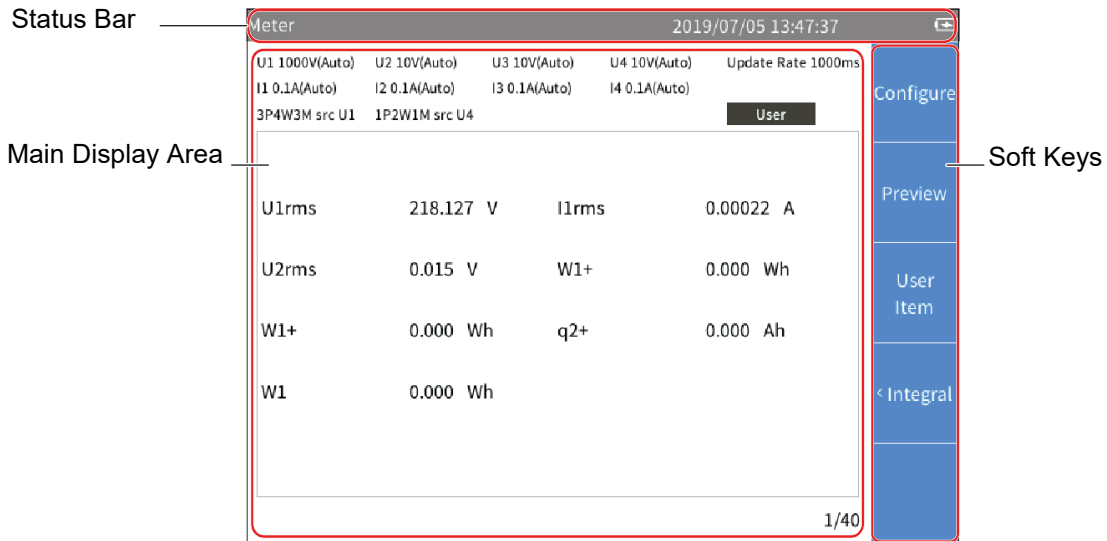 Status Bar
Meter 2019/07/05 13:47:37
U1 1000V(Auto) U2 10V(Auto) U3 10V(Auto) U4 10V(Auto) Update Rate 1000ms
I1 0.1A(Auto) I2 0.1A(Auto) I3 0.1A(Auto) I4 0.1A(Auto)
3P4W3M src U1 1P2W1M src U4 User
Configure
Main Display Area
Soft Keys
Preview
U1rms 218.127 V I1rms 0.00022 A
U2rms 0.015 V W1+ 0.000 Wh
User
Item
W1+ 0.000 Wh q2+ 0.000 Ah
W1 0.000 Wh
< Integral
1/40